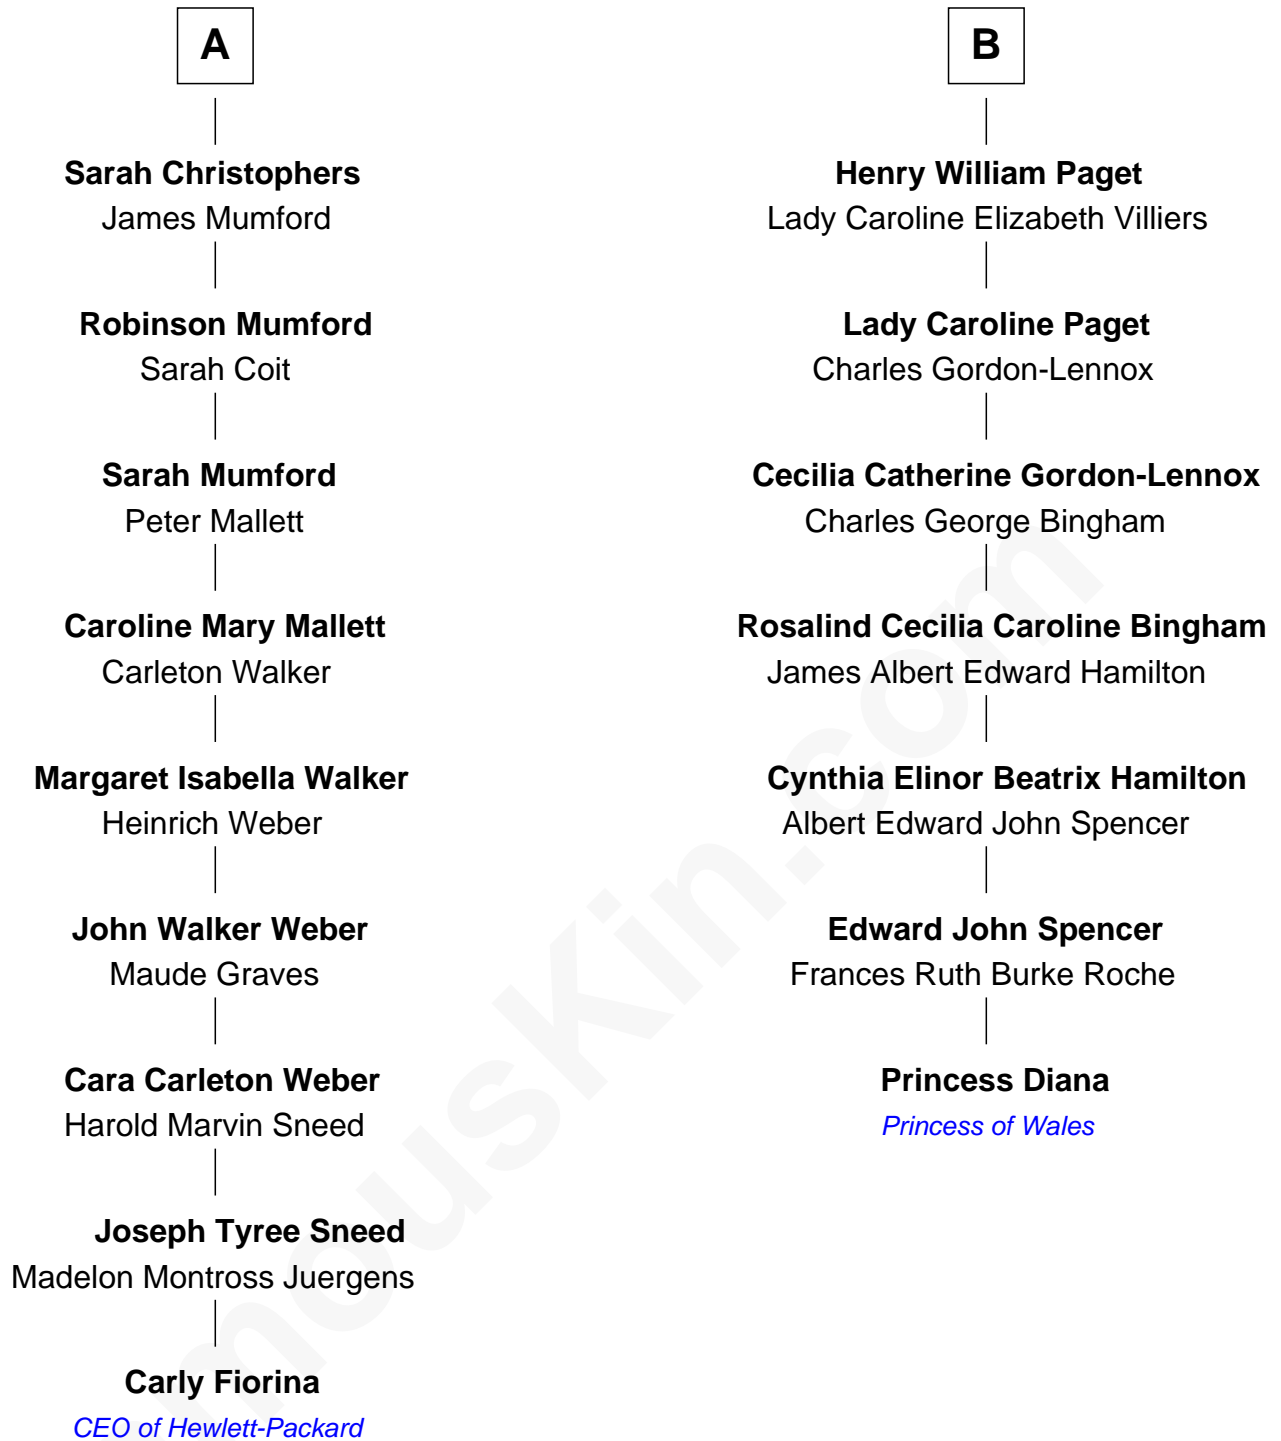 A
Sarah Christophers
James Mumford
Robinson Mumford
Sarah Coit
Sarah Mumford
Peter Mallett
Caroline Mary Mallett
Carleton Walker
Margaret Isabella Walker
Heinrich Weber
John Walker Weber
Maude Graves
Cara Carleton Weber
Harold Marvin Sneed
Joseph Tyree Sneed
Madelon Montross Juergens
Carly Fiorina
CEO of Hewlett-Packard
B
Henry William Paget
Lady Caroline Elizabeth Villiers
Lady Caroline Paget
Charles Gordon-Lennox
Cecilia Catherine Gordon-Lennox
Charles George Bingham
Rosalind Cecilia Caroline Bingham
James Albert Edward Hamilton
Cynthia Elinor Beatrix Hamilton
Albert Edward John Spencer
Edward John Spencer
Frances Ruth Burke Roche
Princess Diana
Princess of Wales
mousKin.com